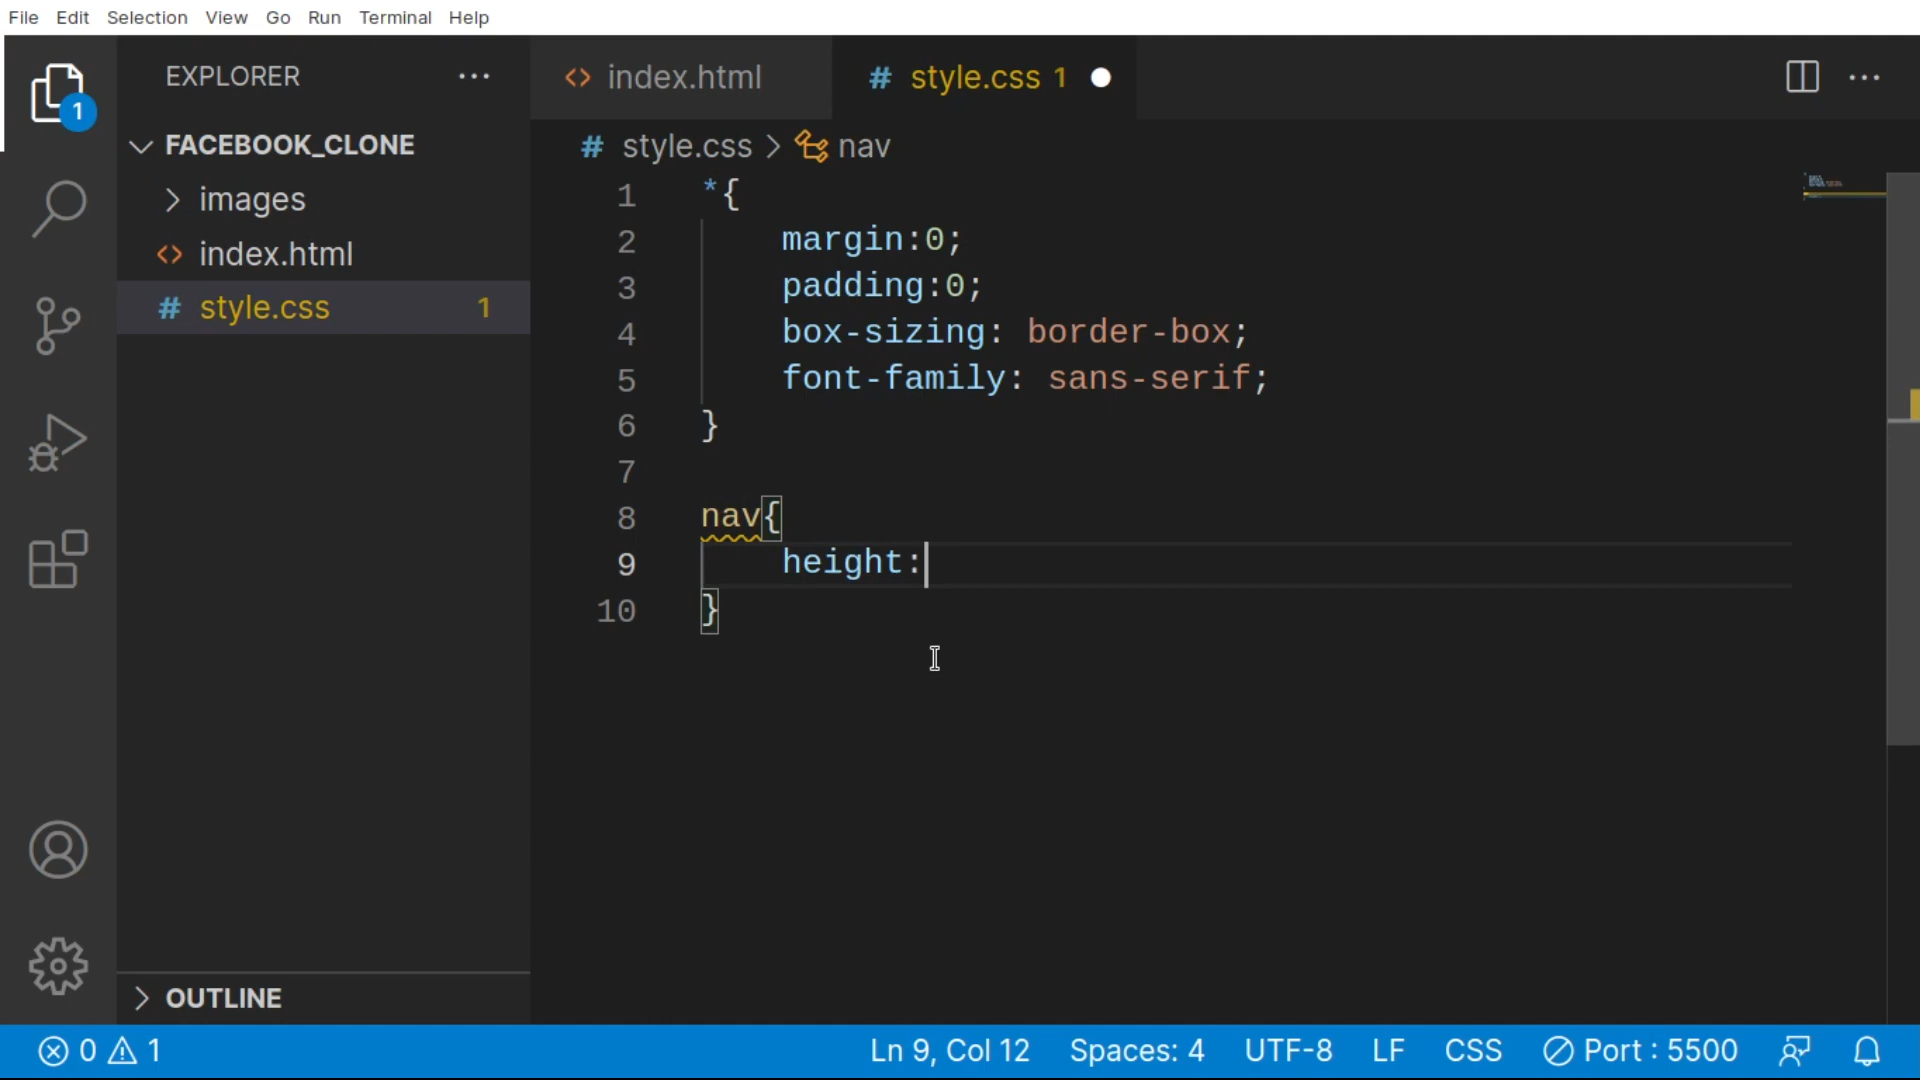 File Edit Selection View Go Run Terminal Help
EXPLORER ···
index.html
# style.css 1
1
FACEBOOK_CLONE
images
index.html
# style.css 1
# style.css > nav
1 *{
2 margin:0;
3 padding:0;
4 box-sizing: border-box;
5 font-family: sans-serif;
6 }
7
8 nav{
9 height:
10 }
OUTLINE
0 1
Ln 9, Col 12 Spaces: 4 UTF-8 LF CSS Port : 5500